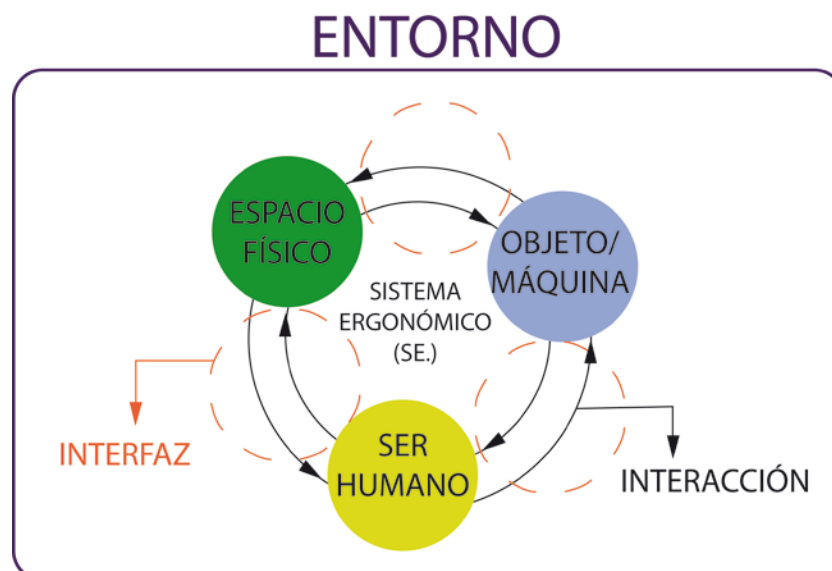 ENTORNO
ESPACIO
FÍSICO
OBJETO/
MÁQUINA
SISTEMA
ERGONÓMICO
(SE.)
INTERFAZ
SER
HUMANO
INTERACCIÓN